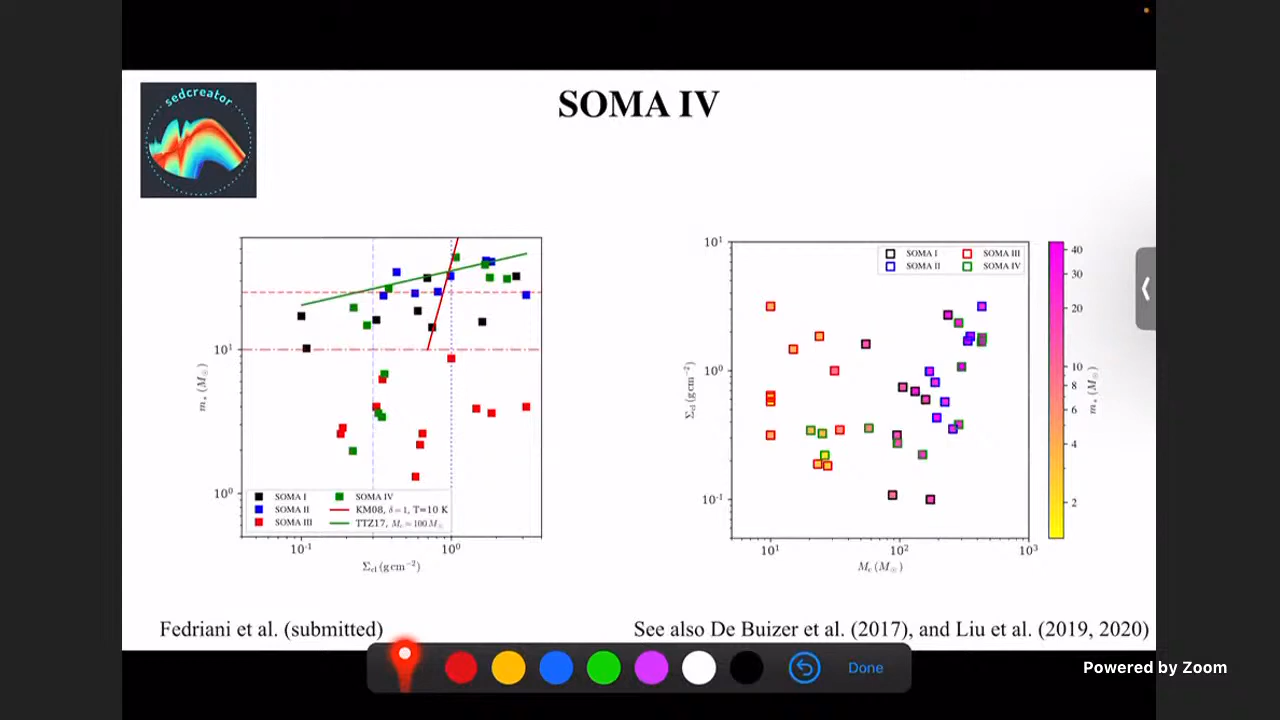 sedcreator
SOMA IV
10¹
10⁰
m* (M⊙)
10⁻¹
10⁰
Σcl (g cm⁻²)
SOMA I
SOMA II
SOMA III
SOMA IV
KM08, δ=1, T=10 K
TTZ17, Mc = 100 M⊙
10¹
10⁰
10⁻¹
Σcl (g cm⁻²)
SOMA I
SOMA II
SOMA III
SOMA IV
10¹
10²
10³
Mc (M⊙)
40
30
20
10
8
6
4
2
m* (M⊙)
Fedriani et al. (submitted)
See also De Buizer et al. (2017), and Liu et al. (2019, 2020)
Done
Powered by Zoom